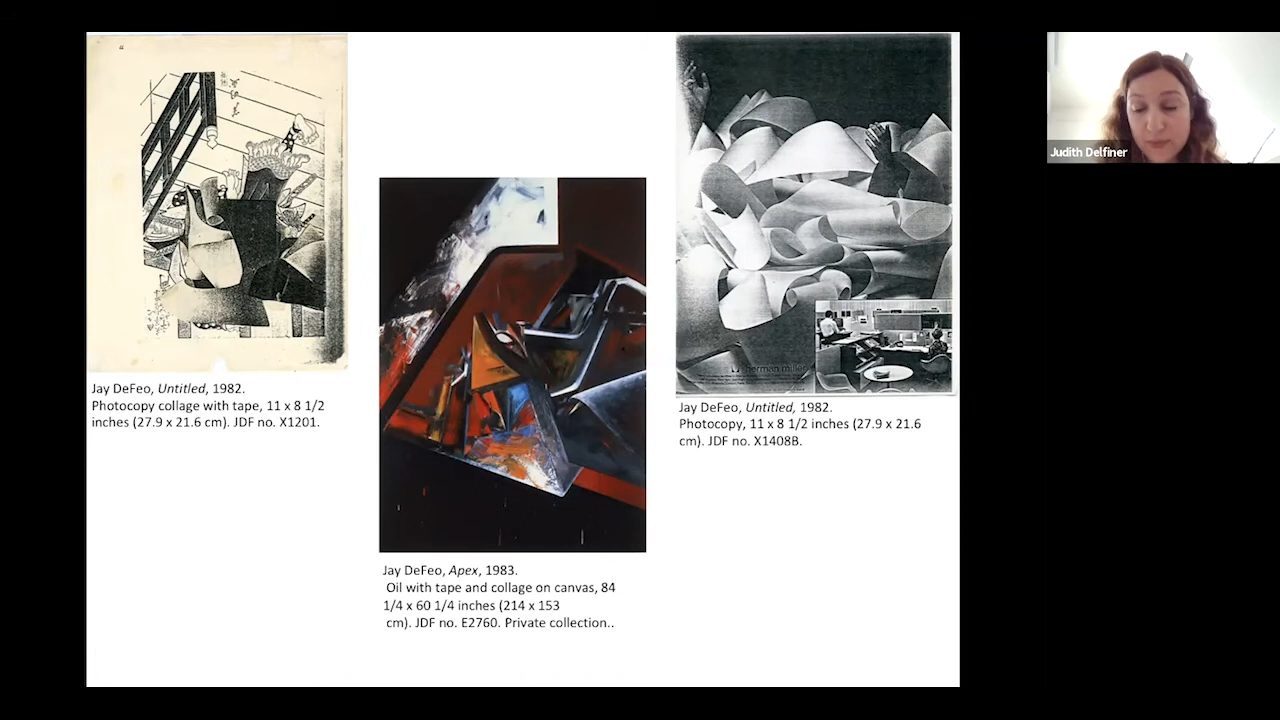 Jay DeFeo, Untitled, 1982.
Photocopy collage with tape, 11 x 8 1/2
inches (27.9 x 21.6 cm). JDF no. X1201.
Jay DeFeo, Apex, 1983.
Oil with tape and collage on canvas, 84
1/4 x 60 1/4 inches (214 x 153
cm). JDF no. E2760. Private collection..
herman miller
Jay DeFeo, Untitled, 1982.
Photocopy, 11 x 8 1/2 inches (27.9 x 21.6
cm). JDF no. X1408B.
Judith Delfiner